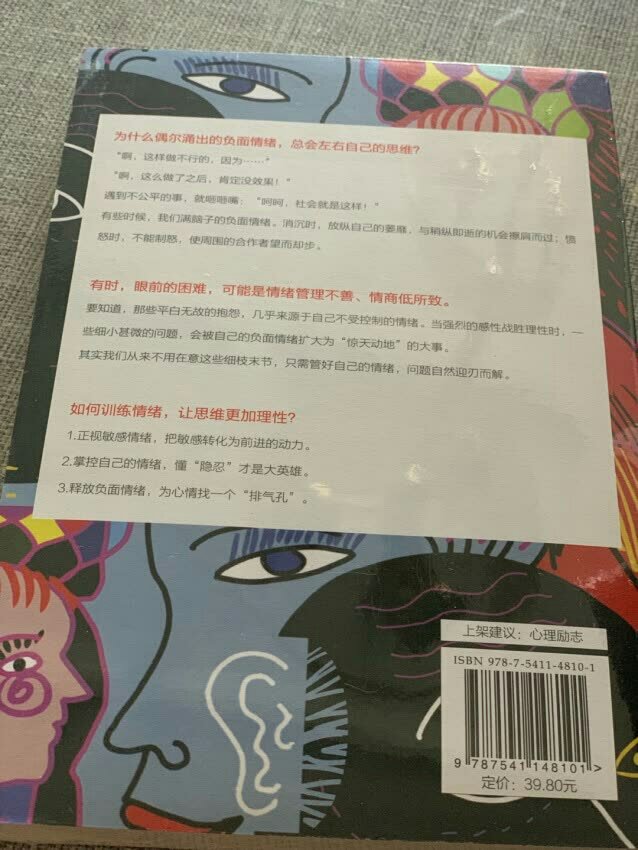 为什么偶尔涌出的负面情绪，总会左右自己的思维？
“啊，这样做不行的，因为……”
“啊，这么做了之后，肯定没效果！”
遇到不公平的事，就咂咂嘴：“呵呵，社会就是这样！”
有些时候，我们满脑子的负面情绪。消沉时，放纵自己的萎靡，与稍纵即逝的机会擦肩而过；愤
怒时，不能制怒，使周围的合作者望而却步。
有时，眼前的困难，可能是情绪管理不善、情商低所致。
要知道，那些平白无故的抱怨，几乎来源于自己不受控制的情绪。当强烈的感性战胜理性时，一
些细小甚微的问题，会被自己的负面情绪扩大为“惊天动地”的大事。
其实我们从来不用在意这些细枝末节，只需管好自己的情绪，问题自然迎刃而解。
如何训练情绪，让思维更加理性？
1.正视敏感情绪，把敏感转化为前进的动力。
2.掌控自己的情绪，懂“隐忍”才是大英雄。
3.释放负面情绪，为心情找一个“排气孔”。
上架建议：心理励志
ISBN 978-7-5411-4810-1
9 787541 148101 >
定价：39.80元